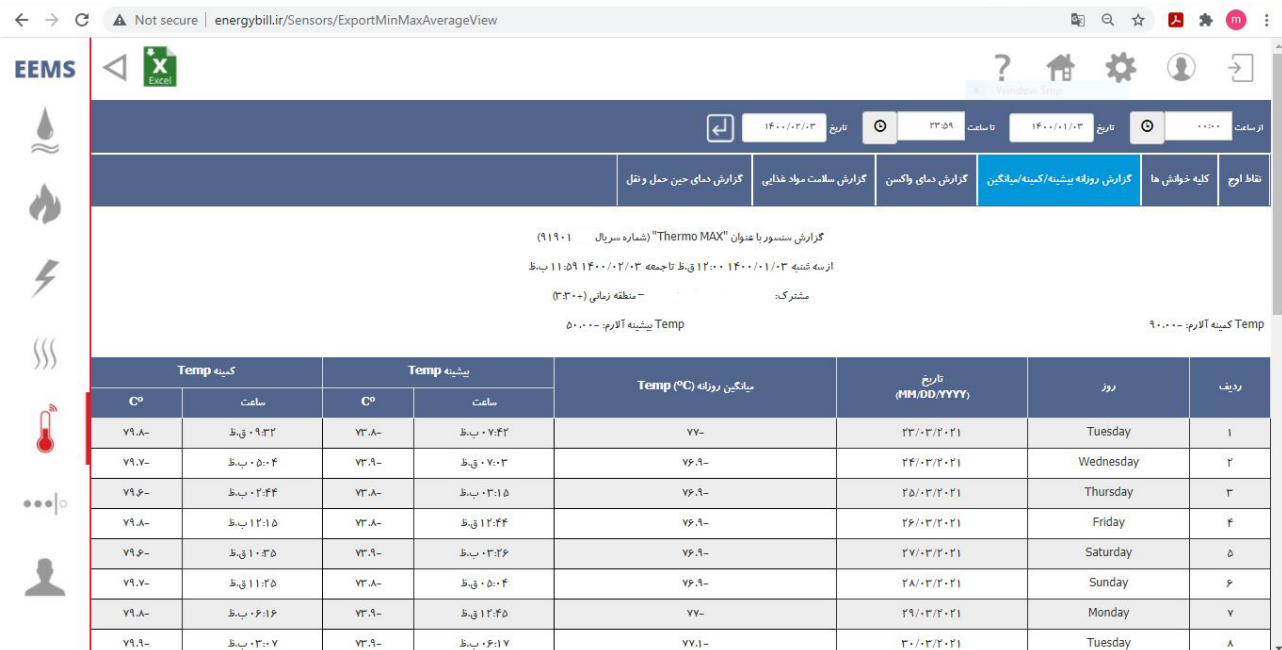 Not secure | energybill.ir/Sensors/ExportMinMaxAverageView
m
EEMS
X Excel
?
Window Snip
از ساعت ۰۰:۰۰ تاریخ ۱۴۰۰/۰۱/۰۳ تا ساعت ۲۳:۵۹ تاریخ ۱۴۰۰/۰۲/۰۳
نقاط اوج کلیه خوانش ها گزارش روزانه بیشینه/کمینه/میانگین گزارش دمای واکسن گزارش سلامت مواد غذایی گزارش دمای حین حمل و نقل
گزارش سنسور با عنوان "Thermo MAX" (شماره سریال ۹۱۹۰۱)
از سه شنبه ۱۴۰۰/۰۱/۰۳ ۱۲:۰۰ ق.ظ تا جمعه ۱۴۰۰/۰۲/۰۳ ۱۱:۵۹ ب.ظ
مشترک: – منطقه زمانی (+۳:۳۰)
Temp کمینه آلارم: -۹۰.۰۰ Temp بیشینه آلارم: -۵۰.۰۰
ردیف روز تاریخ (MM/DD/YYYY) میانگین روزانه Temp (ºC) بیشینه Temp کمینه Temp
ساعت Cº ساعت Cº
۱ Tuesday ۲۳/۰۳/۲۰۲۱ -۷۷ ۰۷:۴۲ ب.ظ -۷۳.۸ ۰۹:۳۲ ق.ظ -۷۹.۸
۲ Wednesday ۲۴/۰۳/۲۰۲۱ -۷۶.۹ ۰۷:۰۳ ق.ظ -۷۳.۹ ۰۵:۰۴ ب.ظ -۷۹.۷
۳ Thursday ۲۵/۰۳/۲۰۲۱ -۷۶.۹ ۰۳:۱۵ ب.ظ -۷۳.۸ ۰۲:۴۴ ب.ظ -۷۹.۶
۴ Friday ۲۶/۰۳/۲۰۲۱ -۷۶.۹ ۱۲:۴۴ ق.ظ -۷۳.۸ ۱۲:۱۵ ب.ظ -۷۹.۸
۵ Saturday ۲۷/۰۳/۲۰۲۱ -۷۶.۹ ۰۳:۲۶ ب.ظ -۷۳.۹ ۱۰:۳۵ ق.ظ -۷۹.۶
۶ Sunday ۲۸/۰۳/۲۰۲۱ -۷۶.۹ ۰۵:۰۴ ق.ظ -۷۳.۸ ۱۱:۲۵ ق.ظ -۷۹.۷
۷ Monday ۲۹/۰۳/۲۰۲۱ -۷۷ ۱۲:۴۵ ق.ظ -۷۳.۹ ۰۶:۱۶ ب.ظ -۷۹.۸
۸ Tuesday ۳۰/۰۳/۲۰۲۱ -۷۷.۱ ۰۶:۱۷ ب.ظ -۷۳.۹ ۰۳:۰۷ ب.ظ -۷۹.۹